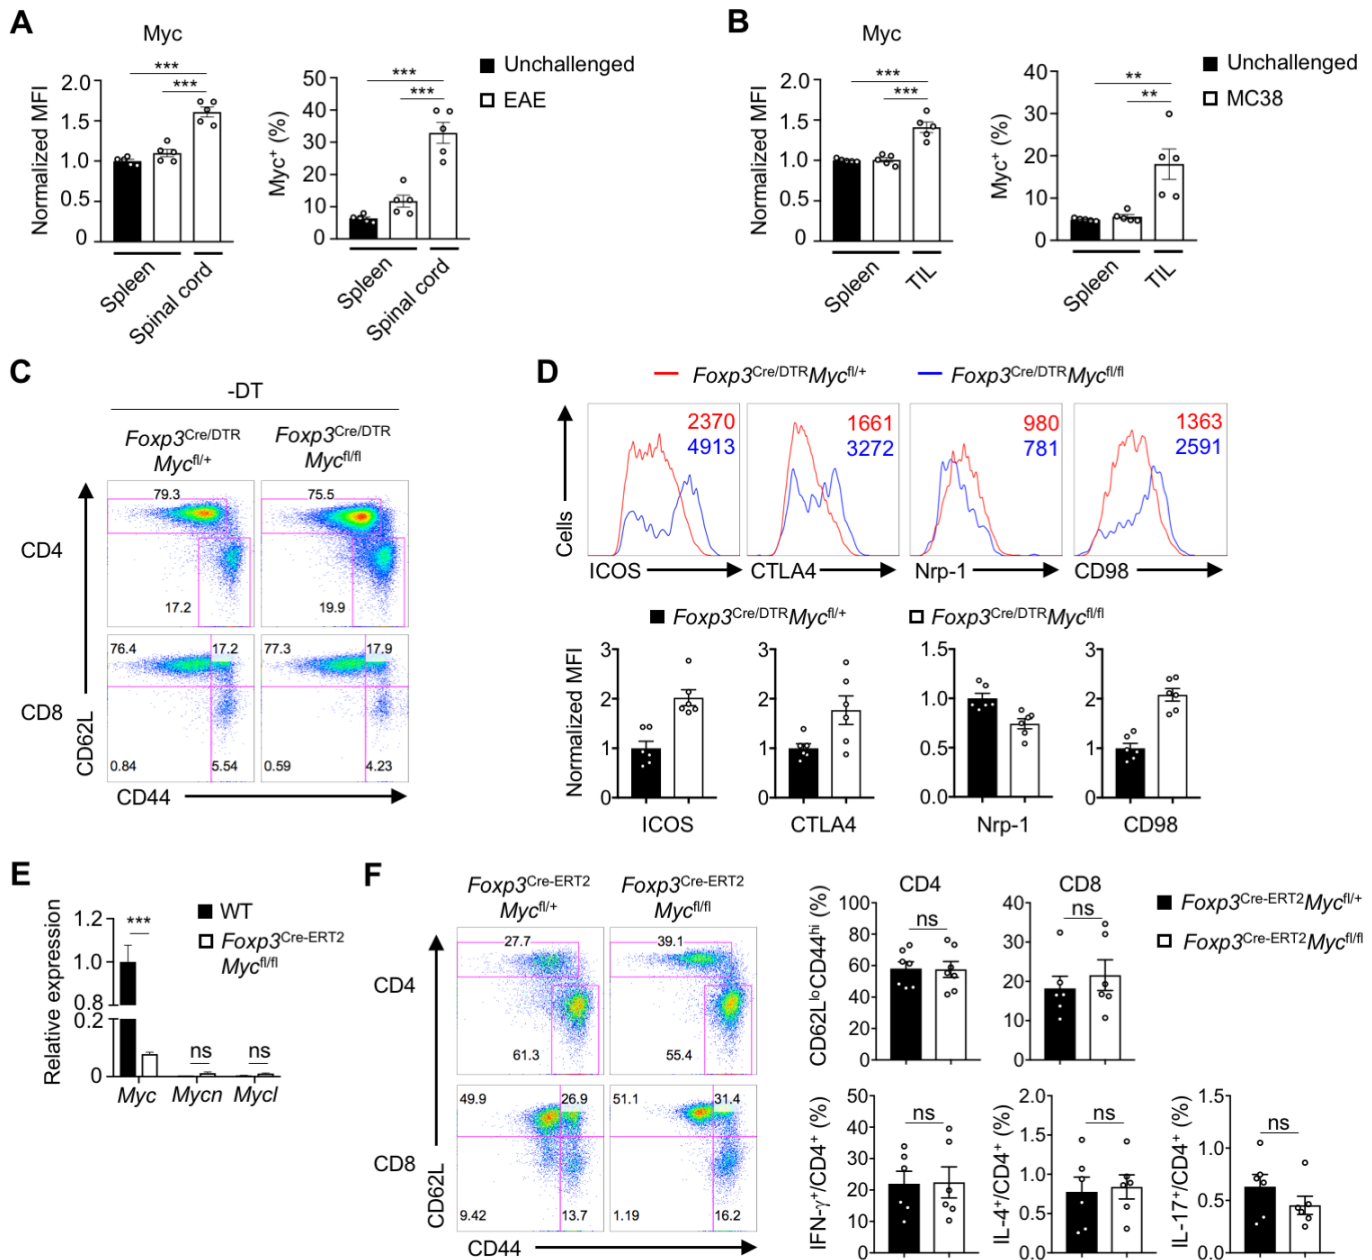 A
Myc
Normalized MFI
2.0
1.5
1.0
0.5
0
***
***
Spleen
Spinal cord
Myc+ (%)
50
40
30
20
10
0
***
***
Spleen
Spinal cord
Unchallenged
EAE
B
Myc
Normalized MFI
2.0
1.5
1.0
0.5
0
***
***
Spleen
TIL
Myc+ (%)
40
30
20
10
0
**
**
Spleen
TIL
Unchallenged
MC38
C
-DT
Foxp3Cre/DTR
Mycfl/+
Foxp3Cre/DTR
Mycfl/fl
CD4
79.3
17.2
75.5
19.9
CD8
76.4
17.2
0.84
5.54
77.3
17.9
0.59
4.23
CD62L
CD44
D
Foxp3Cre/DTRMycfl/+
Foxp3Cre/DTRMycfl/fl
Cells
2370
4913
ICOS
1661
3272
CTLA4
980
781
Nrp-1
1363
2591
CD98
Foxp3Cre/DTRMycfl/+
Foxp3Cre/DTRMycfl/fl
Normalized MFI
3
2
1
0
ICOS
3
2
1
0
CTLA4
1.5
1.0
0.5
0.0
Nrp-1
3
2
1
0
CD98
E
Relative expression
1.2
1.0
0.8
0.2
0
***
ns
ns
Myc
Mycn
Mycl
WT
Foxp3Cre-ERT2
Mycfl/fl
F
Foxp3Cre-ERT2
Mycfl/+
Foxp3Cre-ERT2
Mycfl/fl
CD4
27.7
61.3
39.1
55.4
CD8
49.9
26.9
9.42
13.7
51.1
31.4
1.19
16.2
CD62L
CD44
CD62LloCD44hi (%)
CD4
100
80
60
40
20
0
ns
CD8
40
30
20
10
0
ns
Foxp3Cre-ERT2Mycfl/+
Foxp3Cre-ERT2Mycfl/fl
IFN-γ+/CD4+ (%)
50
40
30
20
10
0
ns
IL-4+/CD4+ (%)
2.0
1.5
1.0
0.5
0.0
ns
IL-17+/CD4+ (%)
1.5
1.0
0.5
0.0
ns